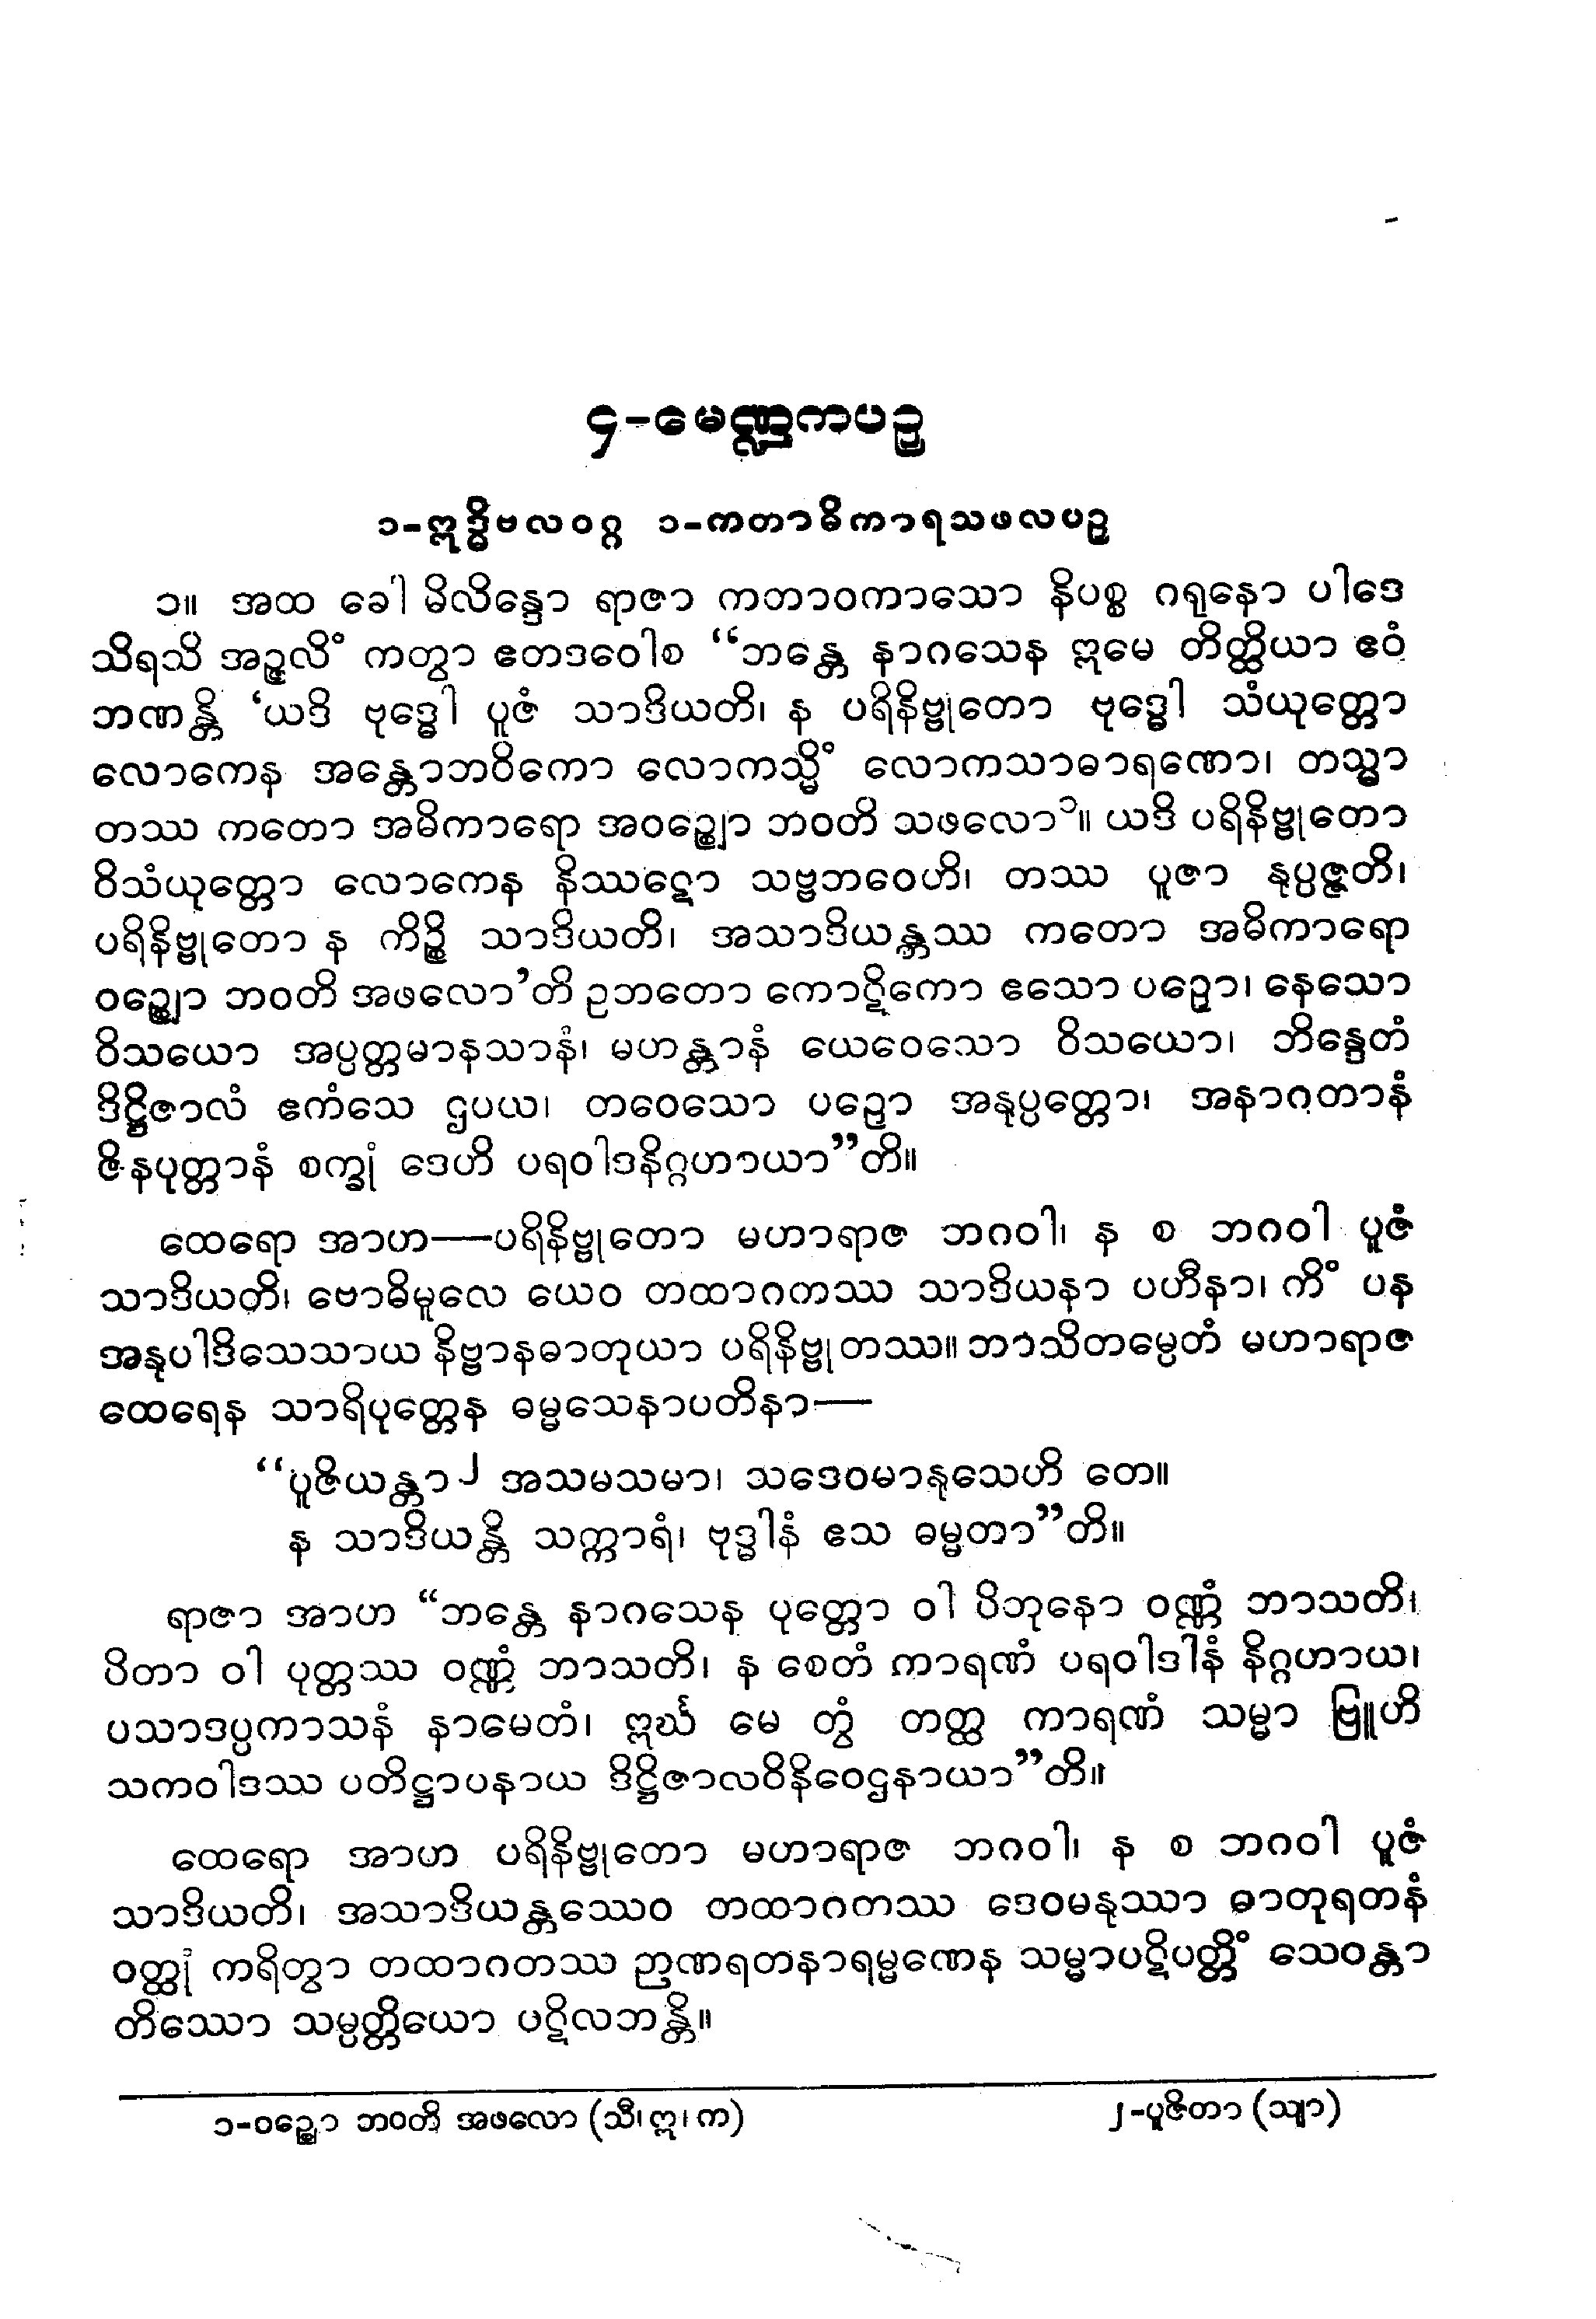 ၄-မေဏ္ဍကပဉှ
၁-ဣဒ္ဓိဗလဝဂ္ဂ ၁-ကတာဓိကာရသဖလပဉှ
၁။ အထ ခေါ မိလိန္ဒော ရာဇာ ကတာဝကာသော နိပစ္စ ဂရုနော ပါဒေ
သိရသိ အဉ္ဇလိံ ကတွာ ဧတဒဝေါစ “ဘန္တေ နာဂသေန ဣမေ တိတ္ထိယာ ဧဝံ
ဘဏန္တိ ‘ယဒိ ဗုဒ္ဓေါ ပူဇံ သာဒိယတိ၊ န ပရိနိဗ္ဗုတော ဗုဒ္ဓေါ သံယုတ္တော
လောကေန အန္တောဘဝိကော လောကသ္မိံ လောကသာဓာရဏော၊ တသ္မာ
တဿ ကတော အဓိကာရော အဝဉ္ဈော ဘဝတိ သဖလော၁။ ယဒိ ပရိနိဗ္ဗုတော
ဝိသံယုတ္တော လောကေန နိဿဋော သဗ္ဗဘဝေဟိ၊ တဿ ပူဇာ နုပ္ပဇ္ဇတိ၊
ပရိနိဗ္ဗုတော န ကိဉ္စိ သာဒိယတိ၊ အသာဒိယန္တဿ ကတော အဓိကာရော
ဝဉ္ဈော ဘဝတိ အဖလော’တိ ဥဘတော ကောဋိကော ဧသော ပဉှော၊ နေသော
ဝိသယော အပ္ပတ္တမာနသာနံ၊ မဟန္တာနံ ယေဝေသော ဝိသယော၊ ဘိန္ဒေတံ
ဒိဋ္ဌိဇာလံ ဧကံသေ ဌပယ၊ တဝေသော ပဉှော အနုပ္ပတ္တော၊ အနာဂတာနံ
ဇိနပုတ္တာနံ စက္ခုံ ဒေဟိ ပရဝါဒနိဂ္ဂဟာယာ”တိ။
ထေရော အာဟ—ပရိနိဗ္ဗုတော မဟာရာဇ ဘဂဝါ၊ န စ ဘဂဝါ ပူဇံ
သာဒိယတိ၊ ဗောဓိမူလေ ယေဝ တထာဂတဿ သာဒိယနာ ပဟီနာ၊ ကိံ ပန
အနုပါဒိသေသာယ နိဗ္ဗာနဓာတုယာ ပရိနိဗ္ဗုတဿ။ ဘာသိတမ္ပေတံ မဟာရာဇ
ထေရေန သာရိပုတ္တေန ဓမ္မသေနာပတိနာ—
“ပူဇိယန္တာ၂ အသမသမာ၊ သဒေဝမာနုသေဟိ တေ။
န သာဒိယန္တိ သက္ကာရံ၊ ဗုဒ္ဓါနံ ဧသ ဓမ္မတာ”တိ။
ရာဇာ အာဟ “ဘန္တေ နာဂသေန ပုတ္တော ဝါ ပိတုနော ဝဏ္ဏံ ဘာသတိ၊
ပိတာ ဝါ ပုတ္တဿ ဝဏ္ဏံ ဘာသတိ၊ န စေတံ ကာရဏံ ပရဝါဒါနံ နိဂ္ဂဟာယ၊
ပသာဒပ္ပကာသနံ နာမေတံ၊ ဣင်္ဃ မေ တွံ တတ္ထ ကာရဏံ သမ္မာ ဗြူဟိ
သကဝါဒဿ ပတိဋ္ဌာပနာယ ဒိဋ္ဌိဇာလဝိနိဝေဌနာယာ”တိ။
ထေရော အာဟ ပရိနိဗ္ဗုတော မဟာရာဇ ဘဂဝါ၊ န စ ဘဂဝါ ပူဇံ
သာဒိယတိ၊ အသာဒိယန္တဿေဝ တထာဂတဿ ဒေဝမနုဿာ ဓာတုရတနံ
ဝတ္ထုံ ကရိတွာ တထာဂတဿ ဉာဏရတနာရမ္မဏေန သမ္မာပဋိပတ္တိံ သေဝန္တာ
တိဿော သမ္ပတ္တိယော ပဋိလဘန္တိ။
၁-ဝဉ္ဈော ဘဝတိ အဖလော (သီ၊ ဣ၊ က)
၂-ပူဇိတာ (သျာ)